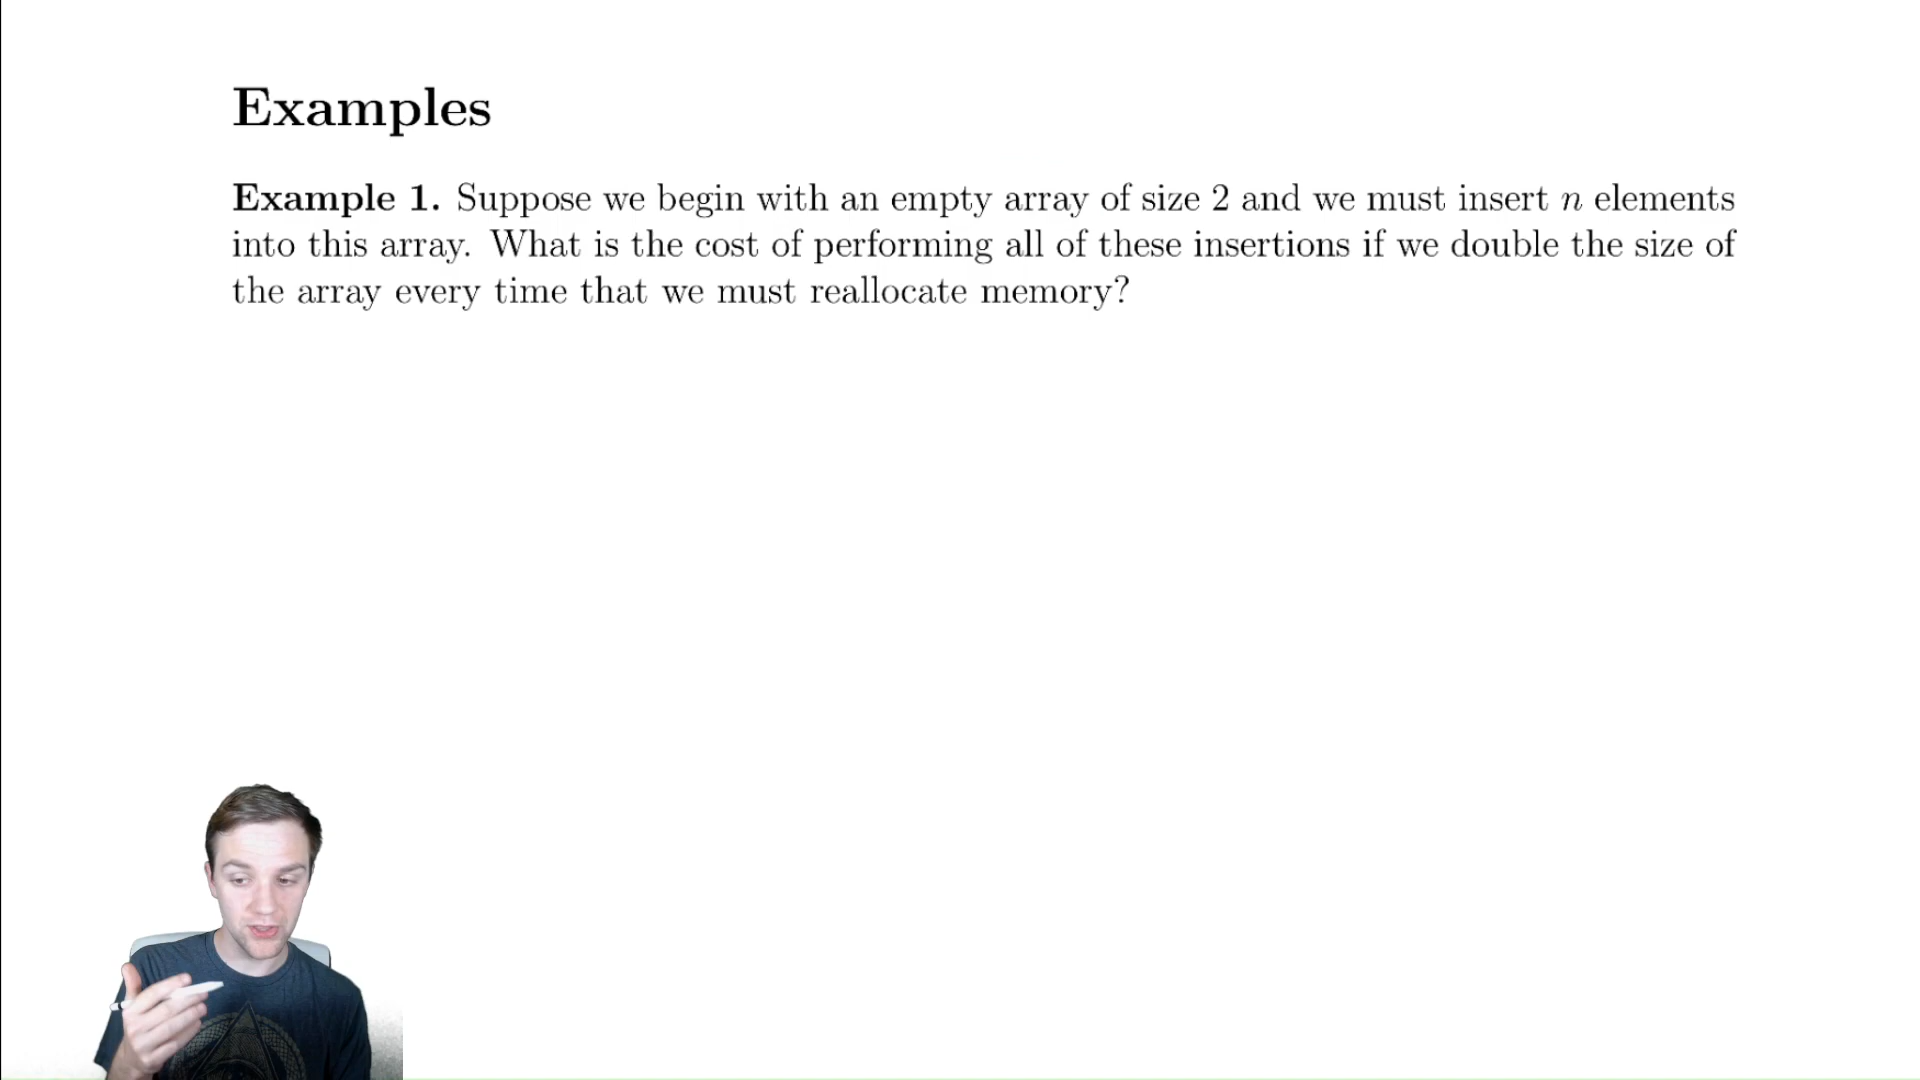 Examples
Example 1. Suppose we begin with an empty array of size 2 and we must insert n elements
into this array. What is the cost of performing all of these insertions if we double the size of
the array every time that we must reallocate memory?